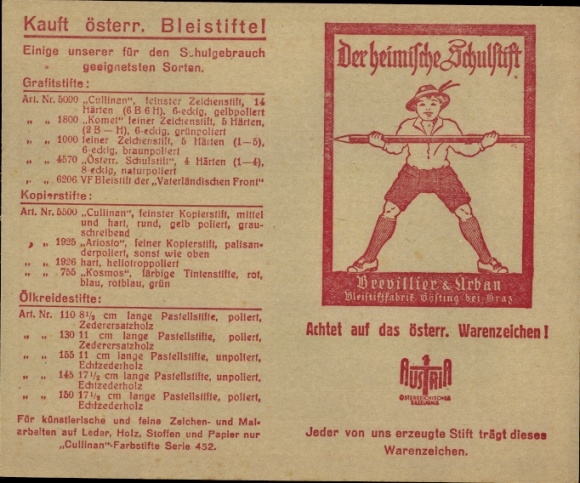 Kauft österr. Bleistifte!
Einige unserer für den Schulgebrauch
geeignetsten Sorten.
Grafitstifte:
Art. Nr. 5000 „Cullinan", feinster Zeichenstift, 14
Härten (6 B 6 H), 6-eckig, gelbpoliert
„ „ 1800 „Komet" feiner Zeichenstift, 5 Härten,
(2 B — H), 6-eckig, grünpoliert
„ „ 1000 feiner Zeichenstift, 5 Härten (1—5),
6-eckig, braunpoliert
„ „ 4570 „Österr. Schulstift", 4 Härten (1—4),
8-eckig, naturpoliert
„ „ 6206 VF Bleistift der „Vaterländischen Front"
Kopierstifte:
Art. Nr. 5500 „Cullinan", feinster Kopierstift, mittel
und hart, rund, gelb poliert, grau-
schreibend
„ „ 1925 „Ariosto", feiner Kopierstift, palisan-
derpoliert, sonst wie oben
„ „ 1926 hart, heliotroppoliert
„ „ 755 „Kosmos", färbige Tintenstifte, rot,
blau, rotblau, grün
Ölkreidestifte:
Art. Nr. 110 8½ cm lange Pastellstifte, poliert,
Zederersatzholz
„ „ 130 11 cm lange Pastellstifte, poliert,
Zederersatzholz
„ „ 155 11 cm lange Pastellstifte, unpoliert,
Echtzederholz
„ „ 145 17½ cm lange Pastellstifte, unpoliert,
Echtzederholz
„ „ 150 17½ cm lange Pastellstifte, poliert,
Echtzederholz
Für künstlerische und feine Zeichen- und Mal-
arbeiten auf Leder, Holz, Stoffen und Papier nur
„Cullinan"-Farbstifte Serie 452.
Der heimische Schulstift
Brevillier & Urban
Bleistiftfabrik Gösting bei Graz
Achtet auf das österr. Warenzeichen!
AUSTRIA
ÖSTERREICHISCHES
ERZEUGNIS
Jeder von uns erzeugte Stift trägt dieses
Warenzeichen.